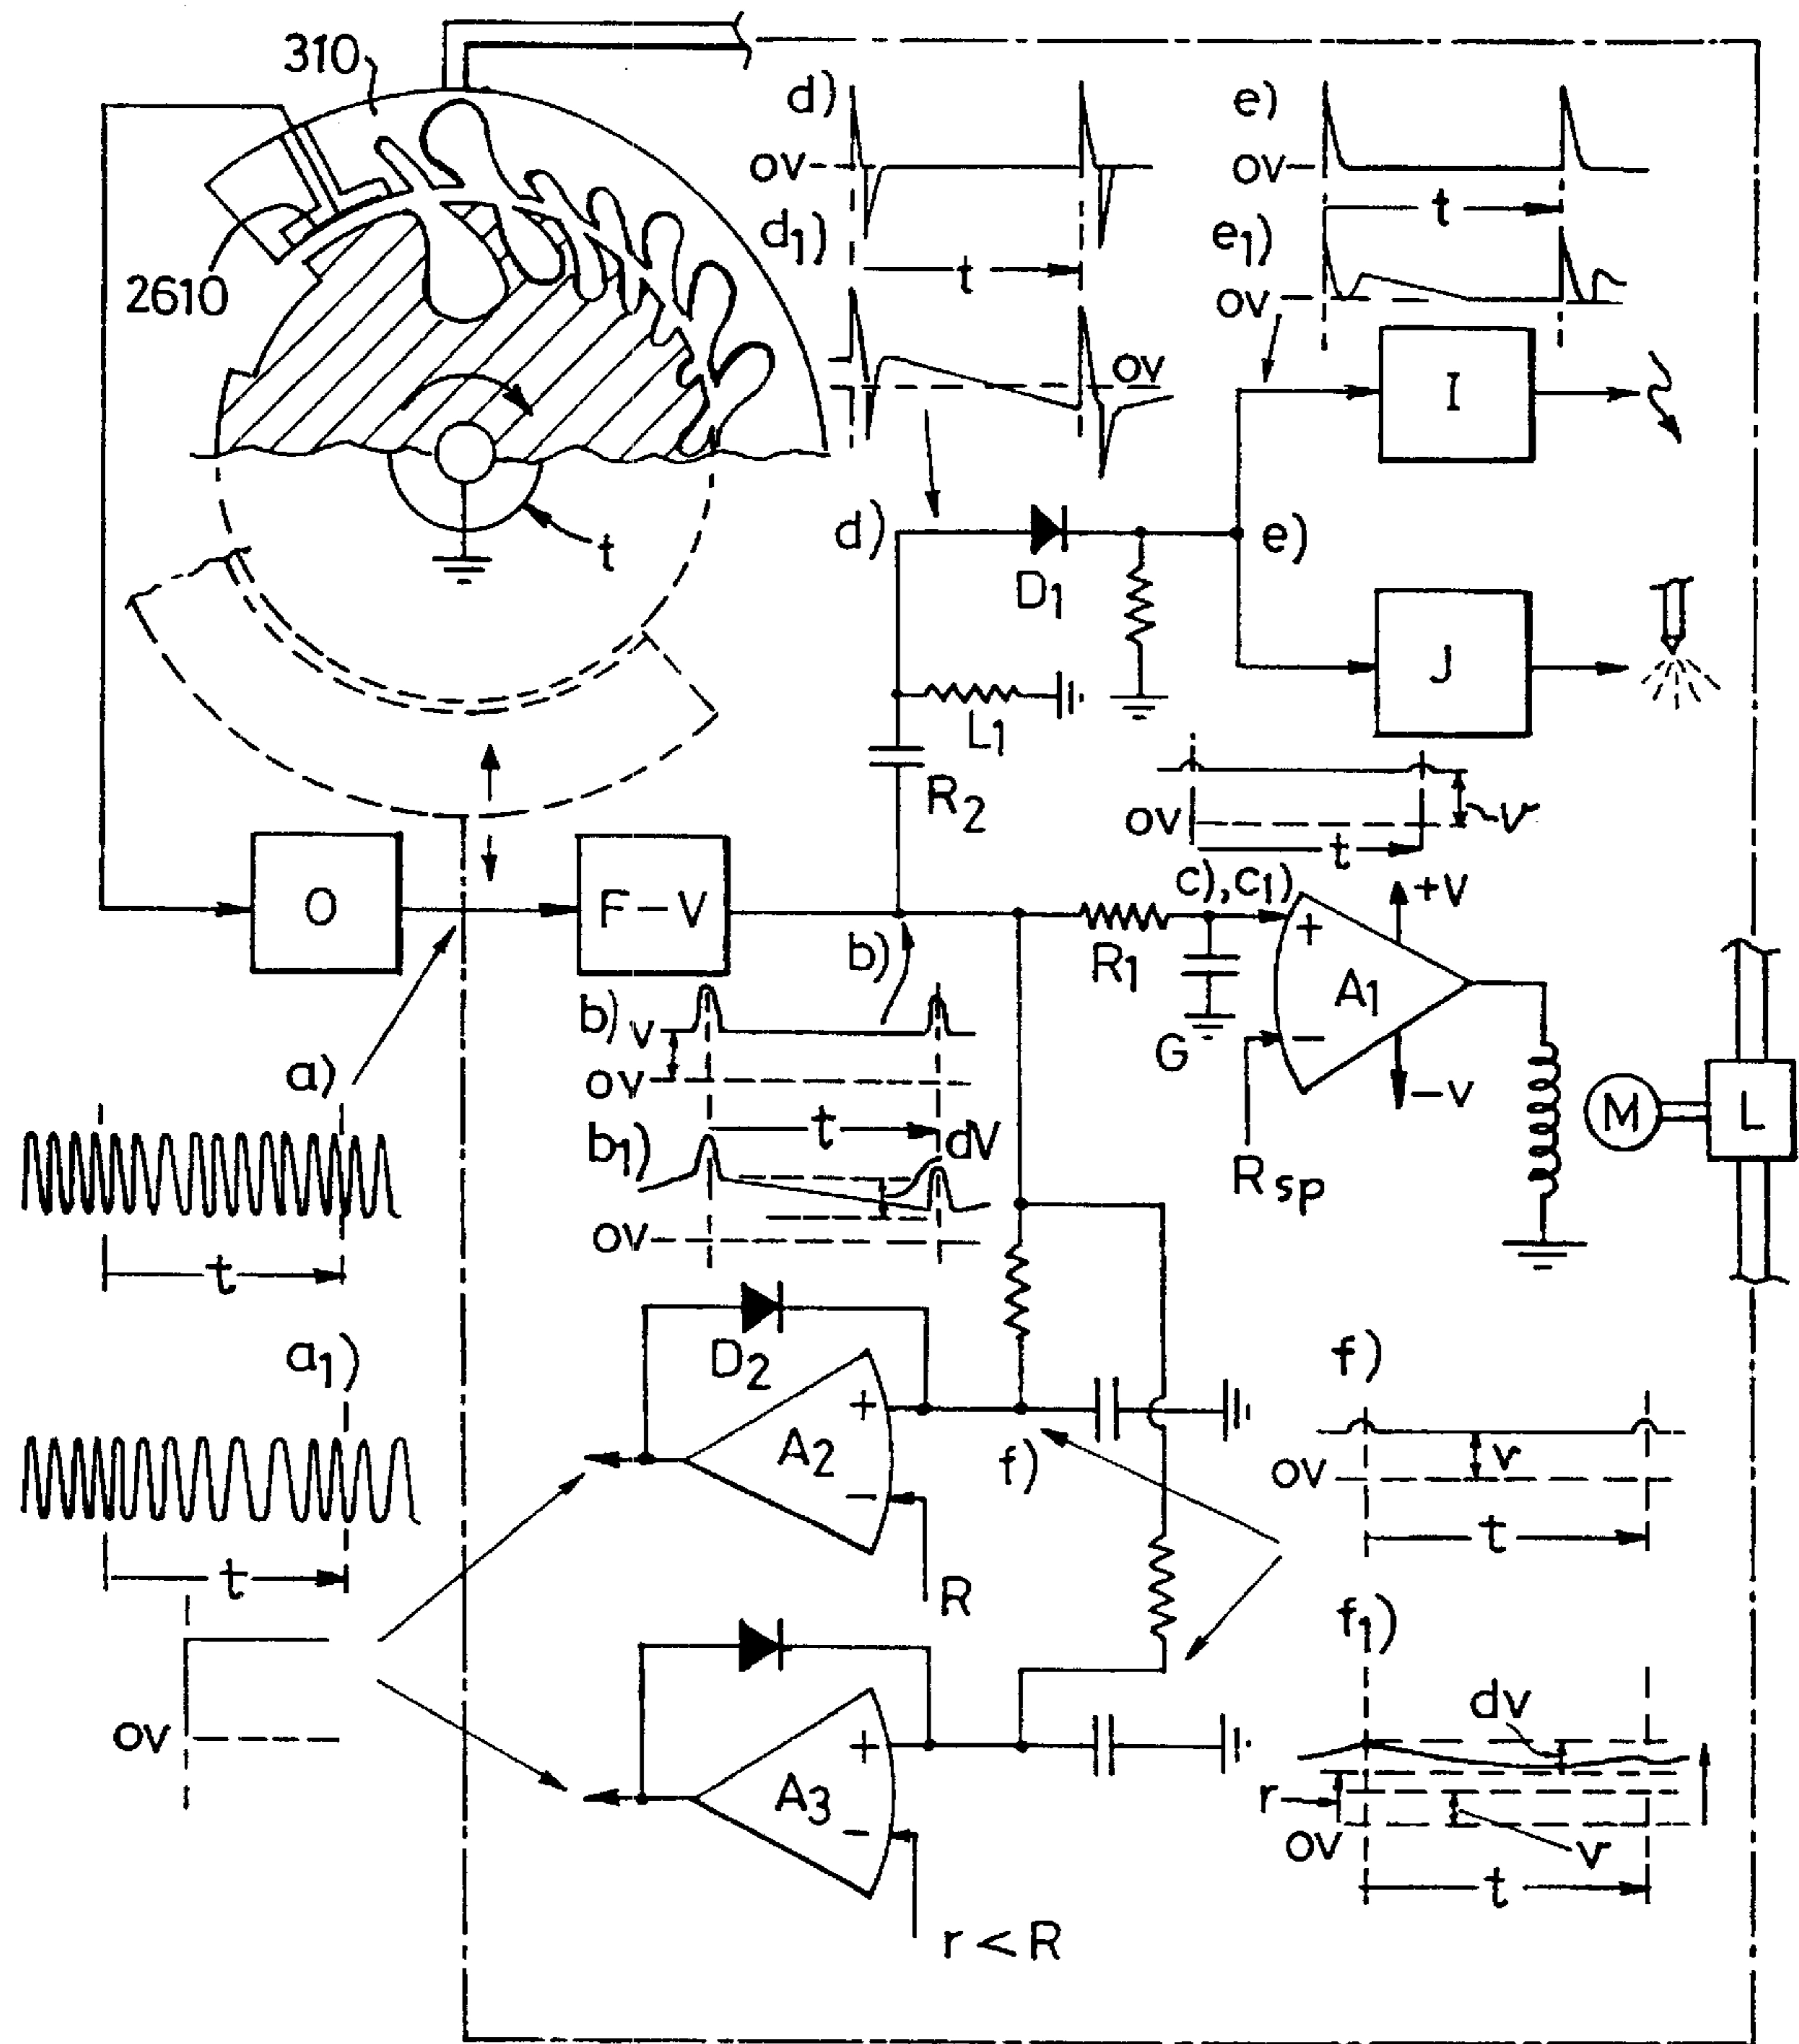 310
2610
t
d)
ov
d1)
t
ov
e)
ov
t
e1)
ov
I
d)
D1
e)
J
L1
R2
ov
t
v
O
F-V
b)
c),c1)
+V
+
R1
A1
-
-v
G
Rsp
M
L
a)
t
b)
v
ov
t
b1)
dV
ov
a1)
t
ov
D2
+
A2
-
f)
R
+
A3
-
r<R
f)
ov
v
t
f1)
dv
r
ov
v
t